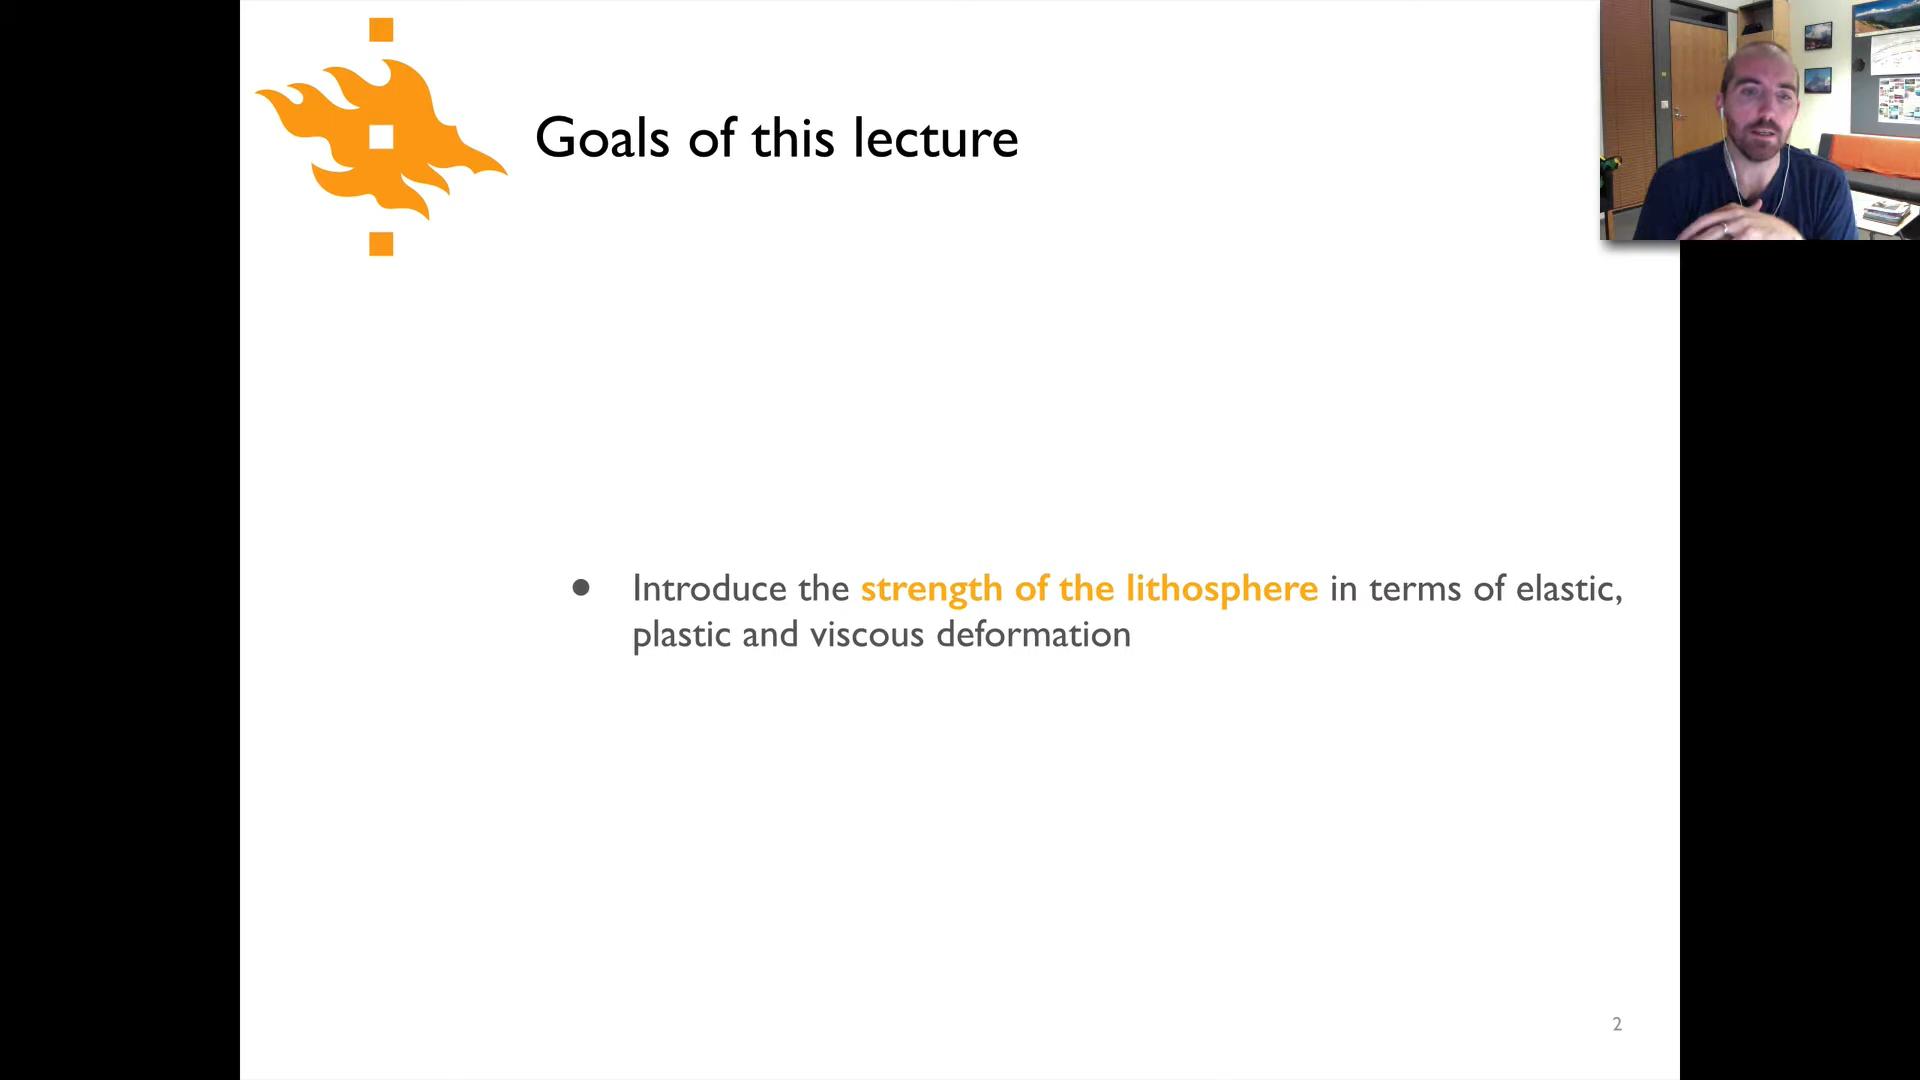 Goals of this lecture
● Introduce the strength of the lithosphere in terms of elastic,
plastic and viscous deformation
2